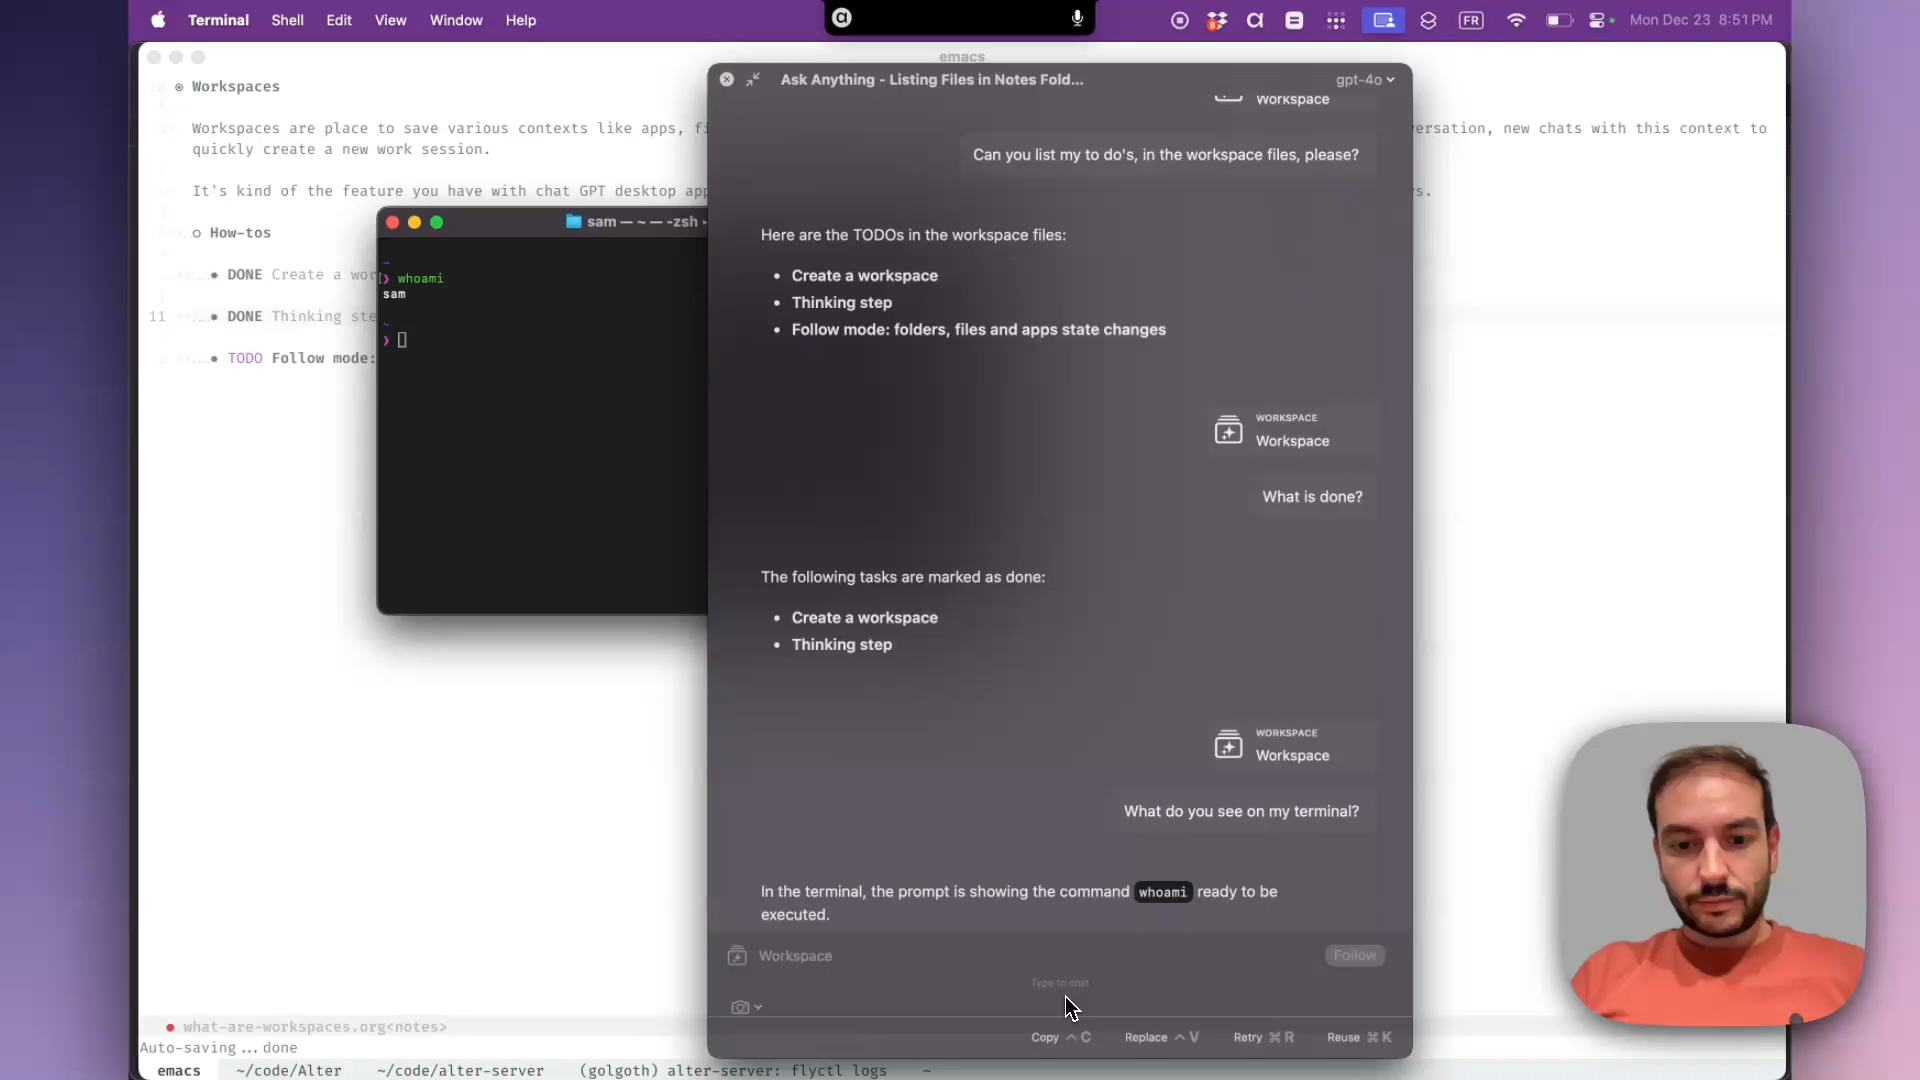 Terminal Shell Edit View Window Help
FR
Mon Dec 23 8:51 PM
emacs
Workspaces
Workspaces are place to save various contexts like apps, fi
ersation, new chats with this context to
quickly create a new work session.
It's kind of the feature you have with chat GPT desktop app
s.
How-tos
DONE Create a wor
11
DONE Thinking ste
TODO Follow mode:
sam — ~ — -zsh
~
❯ whoami
sam
~
❯
Ask Anything - Listing Files in Notes Fold...
gpt-4o
Workspace
Can you list my to do's, in the workspace files, please?
Here are the TODOs in the workspace files:
• Create a workspace
• Thinking step
• Follow mode: folders, files and apps state changes
WORKSPACE
Workspace
What is done?
The following tasks are marked as done:
• Create a workspace
• Thinking step
WORKSPACE
Workspace
What do you see on my terminal?
In the terminal, the prompt is showing the command whoami ready to be
executed.
Workspace
Follow
Type to chat
Copy ^ C Replace ^ V Retry ⌘ R Reuse ⌘ K
what-are-workspaces.org<notes>
Auto-saving...done
emacs ~/code/Alter ~/code/alter-server (golgoth) alter-server: flyctl logs ~